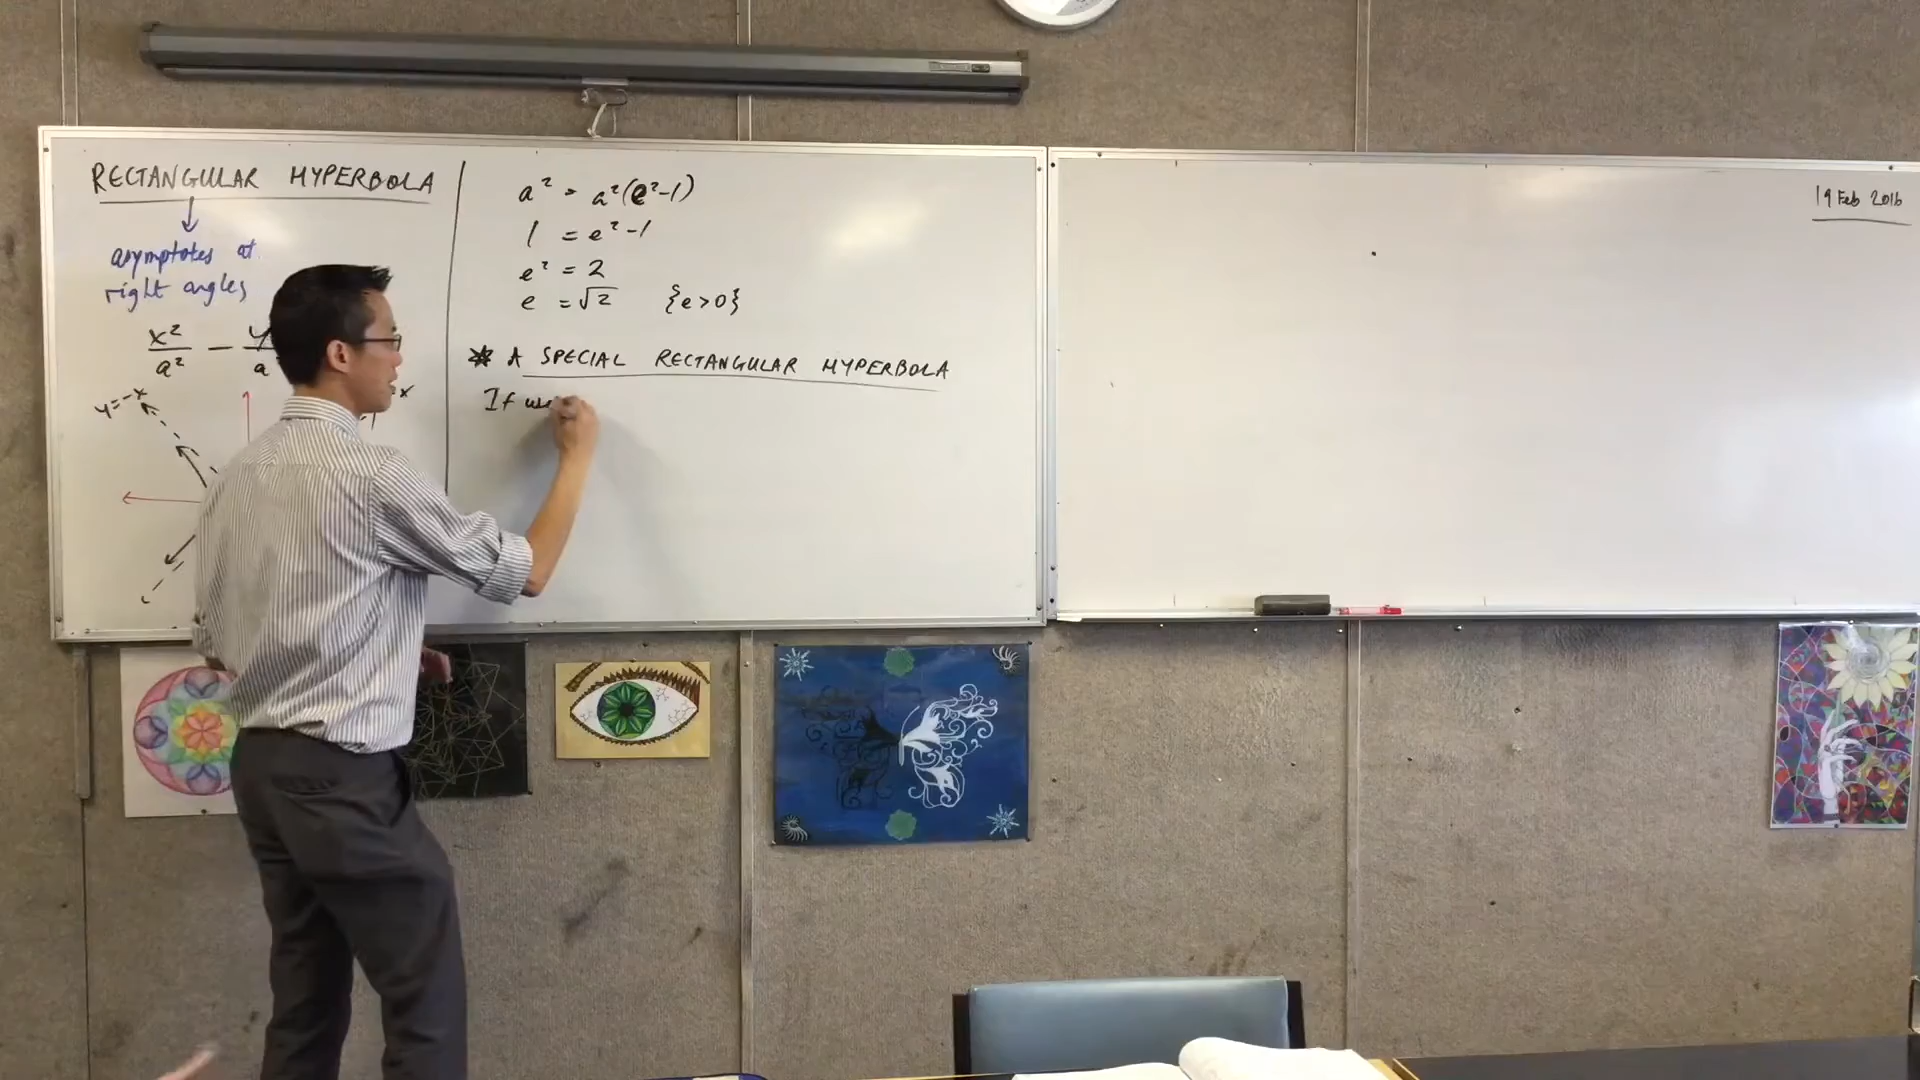 RECTANGULAR HYPERBOLA
asymptotes at
right angles
x² / a² − y / a
y=-x
x
a² = a²(e²-1)
1 = e²-1
e² = 2
e = √2 {e>0}
* A SPECIAL RECTANGULAR HYPERBOLA
If
19 Feb 2016